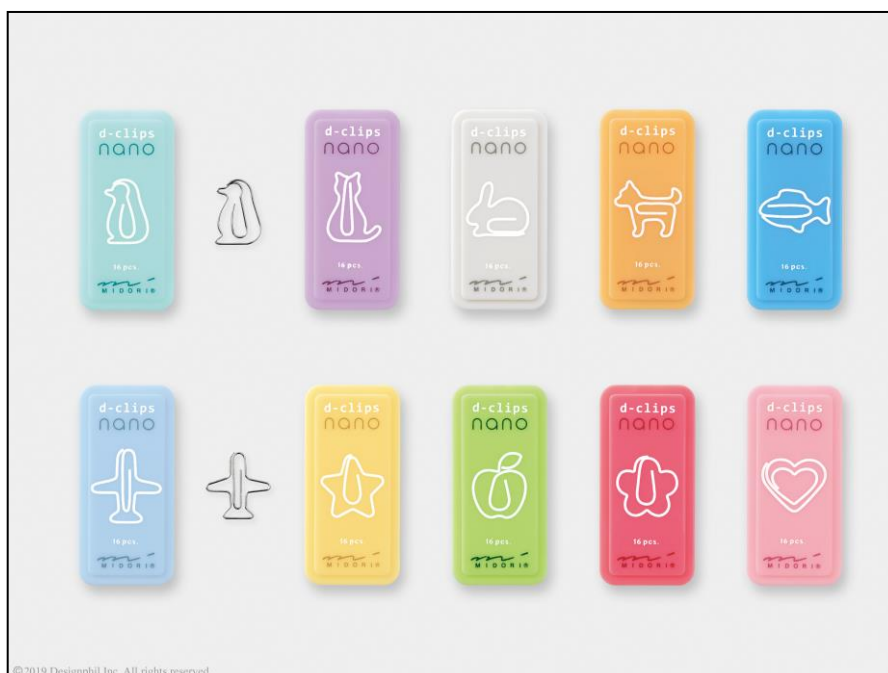 d-clips
nano
16 pcs.
MIDORI
d-clips
nano
16 pcs.
MIDORI
d-clips
nano
16 pcs.
MIDORI
d-clips
nano
16 pcs.
MIDORI
d-clips
nano
16 pcs.
MIDORI
d-clips
nano
16 pcs.
MIDORI
d-clips
nano
16 pcs.
MIDORI
d-clips
nano
16 pcs.
MIDORI
d-clips
nano
16 pcs.
MIDORI
d-clips
nano
16 pcs.
MIDORI
©2019 Designphil Inc. All rights reserved.